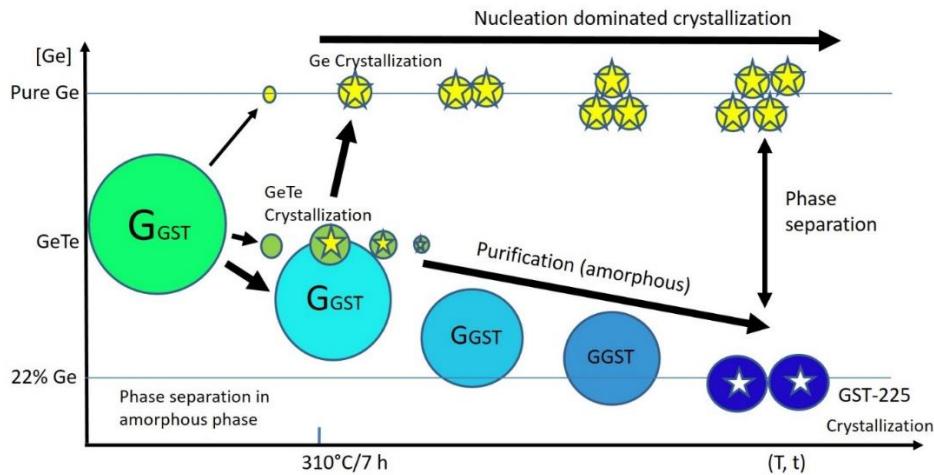 Nucleation dominated crystallization
[Ge]
Ge Crystallization
Pure Ge
GeTe
Crystallization
GGST
GeTe
Phase
separation
Purification (amorphous)
GGST
GGST
GGST
22% Ge
GST-225
Crystallization
Phase separation in
amorphous phase
310°C/7 h
(T, t)